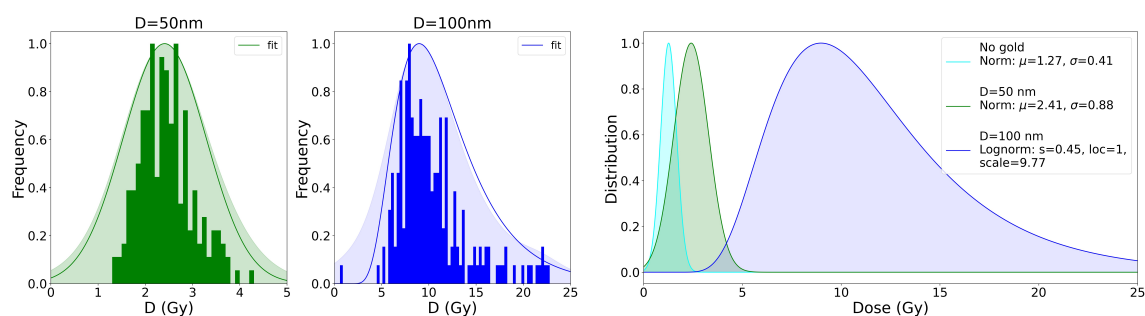 D=50nm
fit
1.0
0.8
0.6
0.4
0.2
0.0
Frequency
0 1 2 3 4 5
D (Gy)
D=100nm
fit
1.0
0.8
0.6
0.4
0.2
0.0
Frequency
0 5 10 15 20 25
D (Gy)
No gold
Norm: μ=1.27, σ=0.41
D=50 nm
Norm: μ=2.41, σ=0.88
D=100 nm
Lognorm: s=0.45, loc=1,
scale=9.77
1.0
0.8
0.6
0.4
0.2
0.0
Distribution
0 5 10 15 20 25
Dose (Gy)